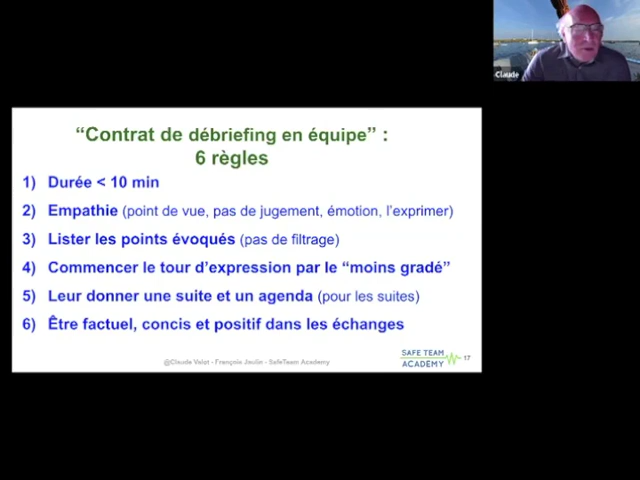 Claude
“Contrat de débriefing en équipe” :
6 règles
1) Durée < 10 min
2) Empathie (point de vue, pas de jugement, émotion, l’exprimer)
3) Lister les points évoqués (pas de filtrage)
4) Commencer le tour d’expression par le “moins gradé”
5) Leur donner une suite et un agenda (pour les suites)
6) Être factuel, concis et positif dans les échanges
@Claude Valot - François Jaulin - SafeTeam Academy
SAFE TEAM
ACADEMY
17